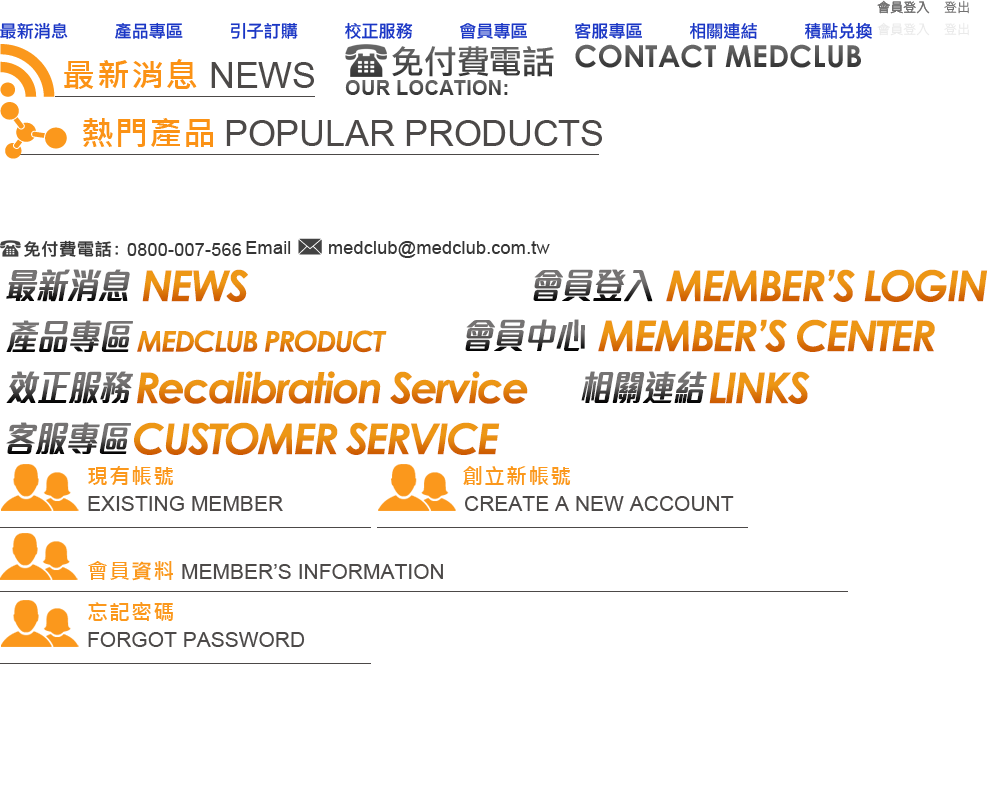 會員登入 登出
最新消息 產品專區 引子訂購 校正服務 會員專區 客服專區 相關連結 積點兌換 會員登入 登出
最新消息 NEWS 免付費電話 CONTACT MEDCLUB
OUR LOCATION:
熱門產品 POPULAR PRODUCTS
免付費電話: 0800-007-566 Email medclub@medclub.com.tw
最新消息 NEWS 會員登入 MEMBER'S LOGIN
產品專區 MEDCLUB PRODUCT 會員中心 MEMBER'S CENTER
效正服務 Recalibration Service 相關連結 LINKS
客服專區 CUSTOMER SERVICE
現有帳號 創立新帳號
EXISTING MEMBER CREATE A NEW ACCOUNT
會員資料 MEMBER'S INFORMATION
忘記密碼
FORGOT PASSWORD